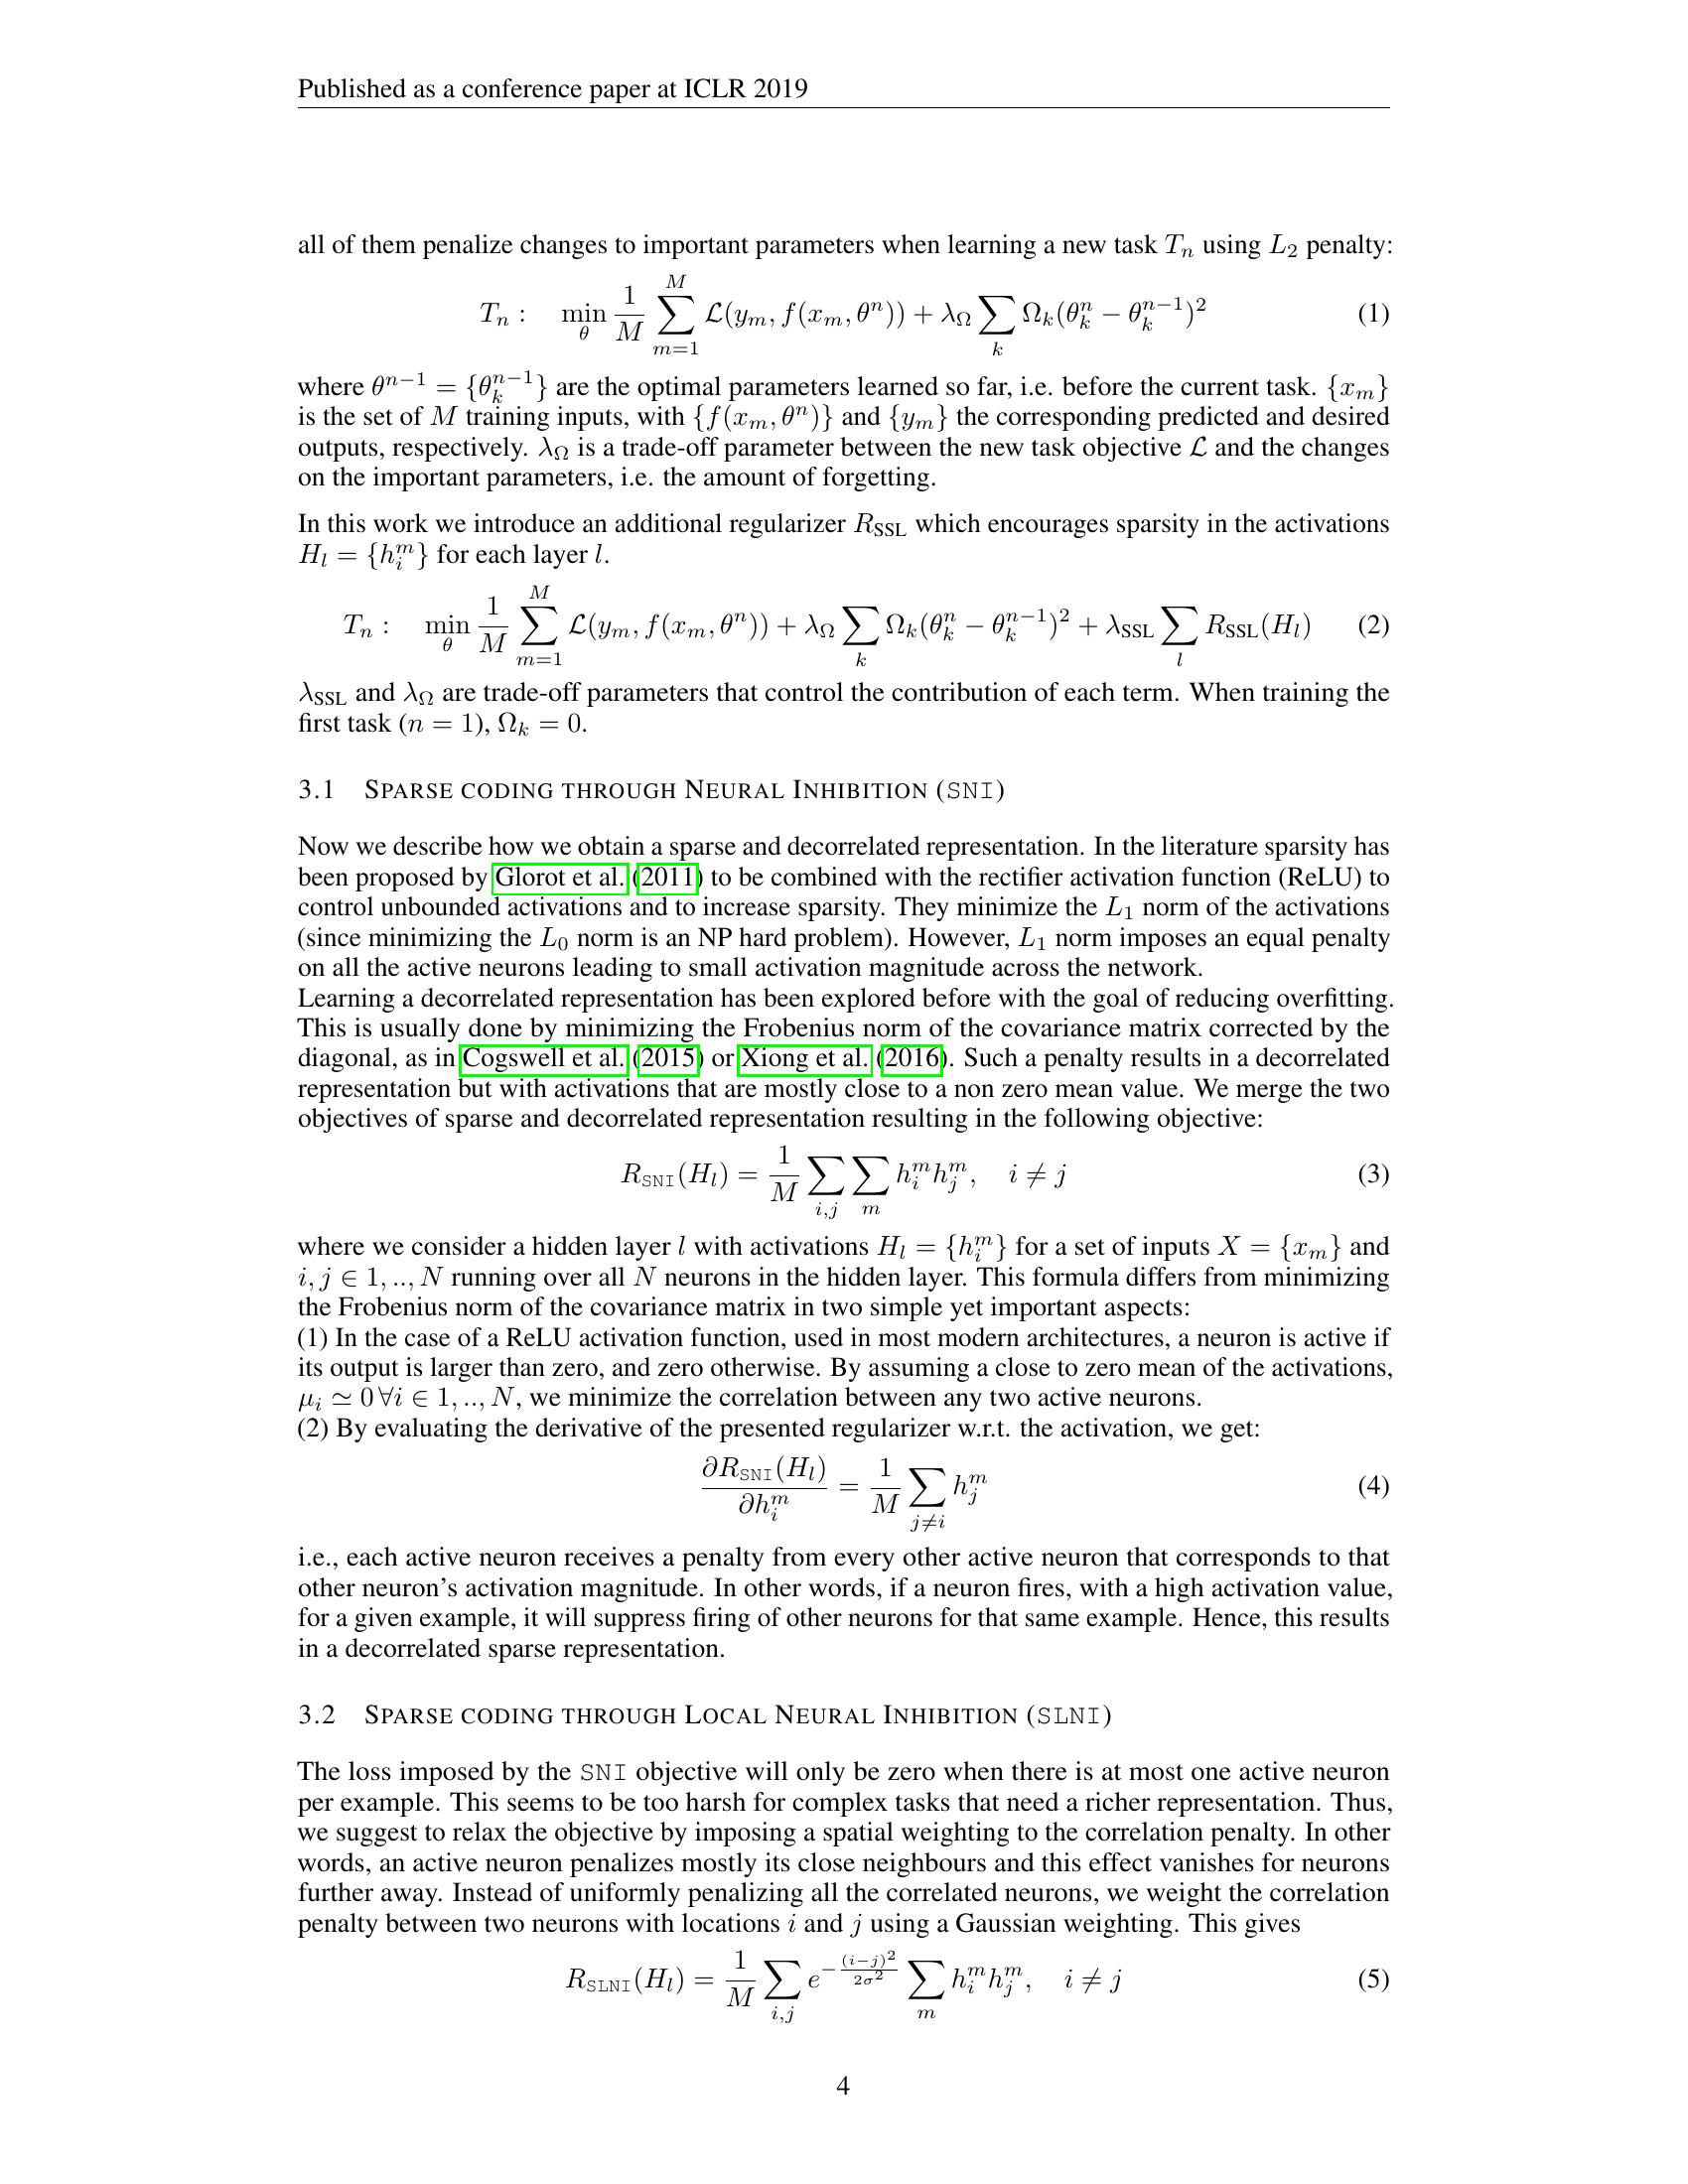 Published as a conference paper at ICLR 2019
all of them penalize changes to important parameters when learning a new task $T_n$ using $L_2$ penalty:
$T_n : \quad \min_{\theta} \frac{1}{M} \sum_{m=1}^{M} \mathcal{L}(y_m, f(x_m, \theta^n)) + \lambda_\Omega \sum_k \Omega_k (\theta_k^n - \theta_k^{n-1})^2$ (1)
where $\theta^{n-1} = \{\theta_k^{n-1}\}$ are the optimal parameters learned so far, i.e. before the current task. $\{x_m\}$
is the set of $M$ training inputs, with $\{f(x_m, \theta^n)\}$ and $\{y_m\}$ the corresponding predicted and desired
outputs, respectively. $\lambda_\Omega$ is a trade-off parameter between the new task objective $\mathcal{L}$ and the changes
on the important parameters, i.e. the amount of forgetting.
In this work we introduce an additional regularizer $R_{\text{SSL}}$ which encourages sparsity in the activations
$H_l = \{h_i^m\}$ for each layer $l$.
$T_n : \quad \min_{\theta} \frac{1}{M} \sum_{m=1}^{M} \mathcal{L}(y_m, f(x_m, \theta^n)) + \lambda_\Omega \sum_k \Omega_k (\theta_k^n - \theta_k^{n-1})^2 + \lambda_{\text{SSL}} \sum_l R_{\text{SSL}}(H_l)$ (2)
$\lambda_{\text{SSL}}$ and $\lambda_\Omega$ are trade-off parameters that control the contribution of each term. When training the
first task ($n = 1$), $\Omega_k = 0$.
3.1 SPARSE CODING THROUGH NEURAL INHIBITION (SNI)
Now we describe how we obtain a sparse and decorrelated representation. In the literature sparsity has
been proposed by Glorot et al. (2011) to be combined with the rectifier activation function (ReLU) to
control unbounded activations and to increase sparsity. They minimize the $L_1$ norm of the activations
(since minimizing the $L_0$ norm is an NP hard problem). However, $L_1$ norm imposes an equal penalty
on all the active neurons leading to small activation magnitude across the network.
Learning a decorrelated representation has been explored before with the goal of reducing overfitting.
This is usually done by minimizing the Frobenius norm of the covariance matrix corrected by the
diagonal, as in Cogswell et al. (2015) or Xiong et al. (2016). Such a penalty results in a decorrelated
representation but with activations that are mostly close to a non zero mean value. We merge the two
objectives of sparse and decorrelated representation resulting in the following objective:
$R_{\text{SNI}}(H_l) = \frac{1}{M} \sum_{i,j} \sum_m h_i^m h_j^m, \quad i \neq j$ (3)
where we consider a hidden layer $l$ with activations $H_l = \{h_i^m\}$ for a set of inputs $X = \{x_m\}$ and
$i, j \in 1, .., N$ running over all $N$ neurons in the hidden layer. This formula differs from minimizing
the Frobenius norm of the covariance matrix in two simple yet important aspects:
(1) In the case of a ReLU activation function, used in most modern architectures, a neuron is active if
its output is larger than zero, and zero otherwise. By assuming a close to zero mean of the activations,
$\mu_i \simeq 0 \, \forall i \in 1, .., N$, we minimize the correlation between any two active neurons.
(2) By evaluating the derivative of the presented regularizer w.r.t. the activation, we get:
$\frac{\partial R_{\text{SNI}}(H_l)}{\partial h_i^m} = \frac{1}{M} \sum_{j \neq i} h_j^m$ (4)
i.e., each active neuron receives a penalty from every other active neuron that corresponds to that
other neuron's activation magnitude. In other words, if a neuron fires, with a high activation value,
for a given example, it will suppress firing of other neurons for that same example. Hence, this results
in a decorrelated sparse representation.
3.2 SPARSE CODING THROUGH LOCAL NEURAL INHIBITION (SLNI)
The loss imposed by the SNI objective will only be zero when there is at most one active neuron
per example. This seems to be too harsh for complex tasks that need a richer representation. Thus,
we suggest to relax the objective by imposing a spatial weighting to the correlation penalty. In other
words, an active neuron penalizes mostly its close neighbours and this effect vanishes for neurons
further away. Instead of uniformly penalizing all the correlated neurons, we weight the correlation
penalty between two neurons with locations $i$ and $j$ using a Gaussian weighting. This gives
$R_{\text{SLNI}}(H_l) = \frac{1}{M} \sum_{i,j} e^{-\frac{(i-j)^2}{2\sigma^2}} \sum_m h_i^m h_j^m, \quad i \neq j$ (5)
4